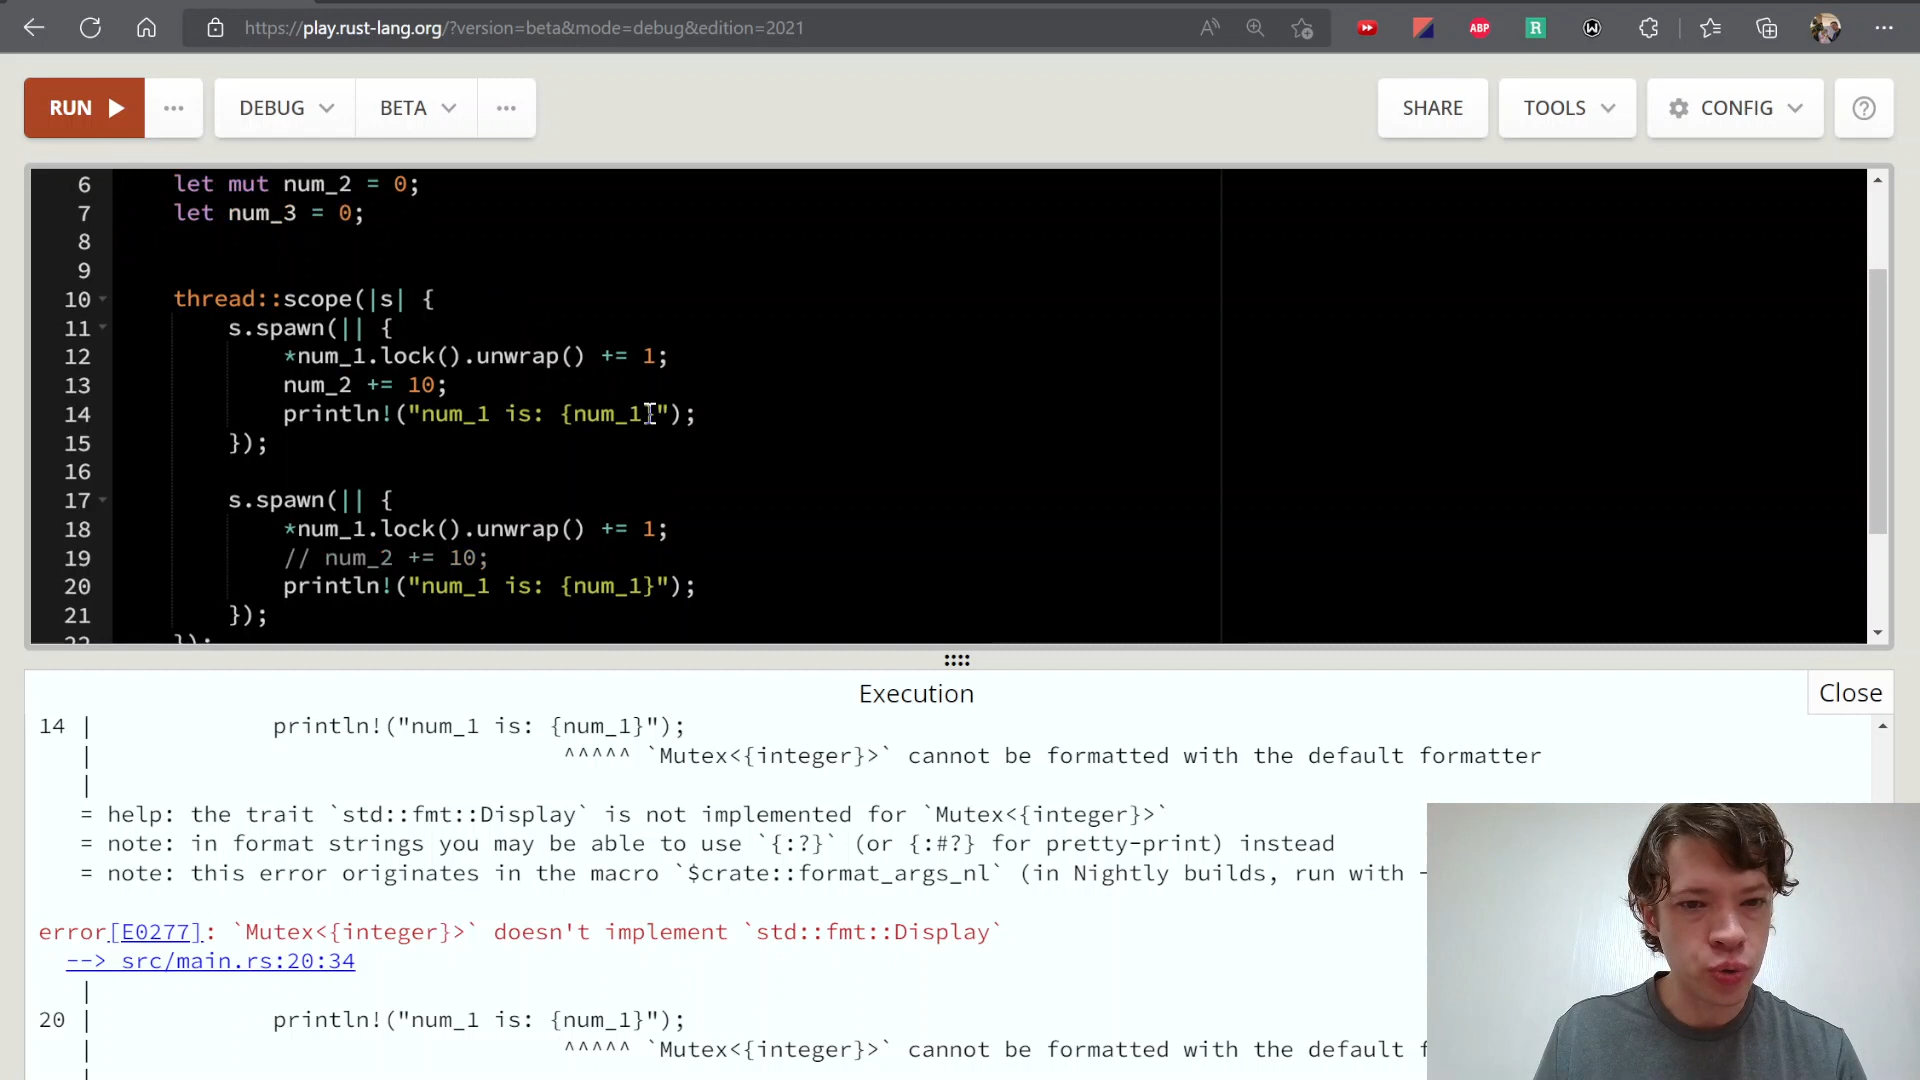 https://play.rust-lang.org/?version=beta&mode=debug&edition=2021
ABP
R
RUN
···
DEBUG
BETA
···
SHARE
TOOLS
CONFIG
6 let mut num_2 = 0;
7 let num_3 = 0;
8
9
10 thread::scope(|s| {
11 s.spawn(|| {
12 *num_1.lock().unwrap() += 1;
13 num_2 += 10;
14 println!("num_1 is: {num_1}");
15 });
16
17 s.spawn(|| {
18 *num_1.lock().unwrap() += 1;
19 // num_2 += 10;
20 println!("num_1 is: {num_1}");
21 });
22 });
Execution
Close
14 | println!("num_1 is: {num_1}");
| ^^^^^ `Mutex<{integer}>` cannot be formatted with the default formatter
|
= help: the trait `std::fmt::Display` is not implemented for `Mutex<{integer}>`
= note: in format strings you may be able to use `{:?}` (or {:#?} for pretty-print) instead
= note: this error originates in the macro `$crate::format_args_nl` (in Nightly builds, run with -
error[E0277]: `Mutex<{integer}>` doesn't implement `std::fmt::Display`
--> src/main.rs:20:34
|
20 | println!("num_1 is: {num_1}");
| ^^^^^ `Mutex<{integer}>` cannot be formatted with the default f
|